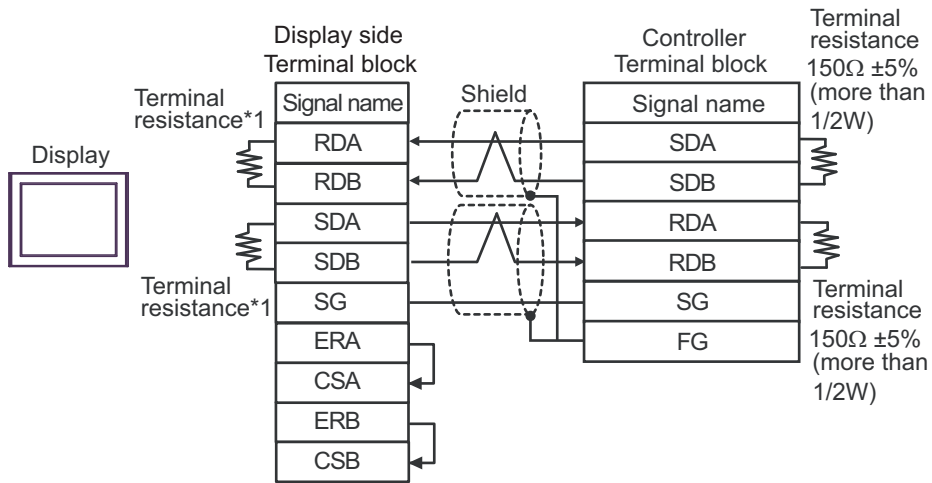 Display side
Terminal block
Controller
Terminal block
Terminal
resistance
150Ω ±5%
(more than
1/2W)
Terminal
resistance*1
Signal name
Shield
Signal name
Display
RDA
SDA
RDB
SDB
SDA
RDA
SDB
RDB
Terminal
resistance*1
SG
SG
Terminal
resistance
150Ω ±5%
(more than
1/2W)
ERA
FG
CSA
ERB
CSB